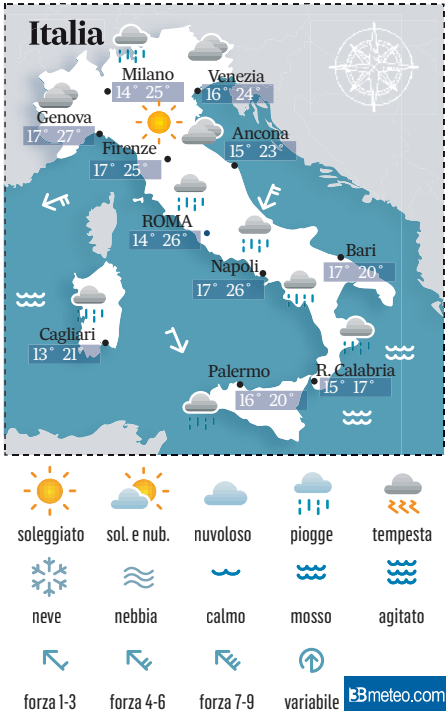 Italia
Milano
14° 25°
Venezia
16° 24°
Genova
17° 27°
Firenze
17° 25°
Ancona
15° 23°
ROMA
14° 26°
Napoli
17° 26°
Bari
17° 20°
Cagliari
13° 21°
Palermo
16° 20°
R. Calabria
15° 17°
soleggiato sol. e nub. nuvoloso piogge tempesta
neve nebbia calmo mosso agitato
forza 1-3 forza 4-6 forza 7-9 variabile
3Bmeteo.com